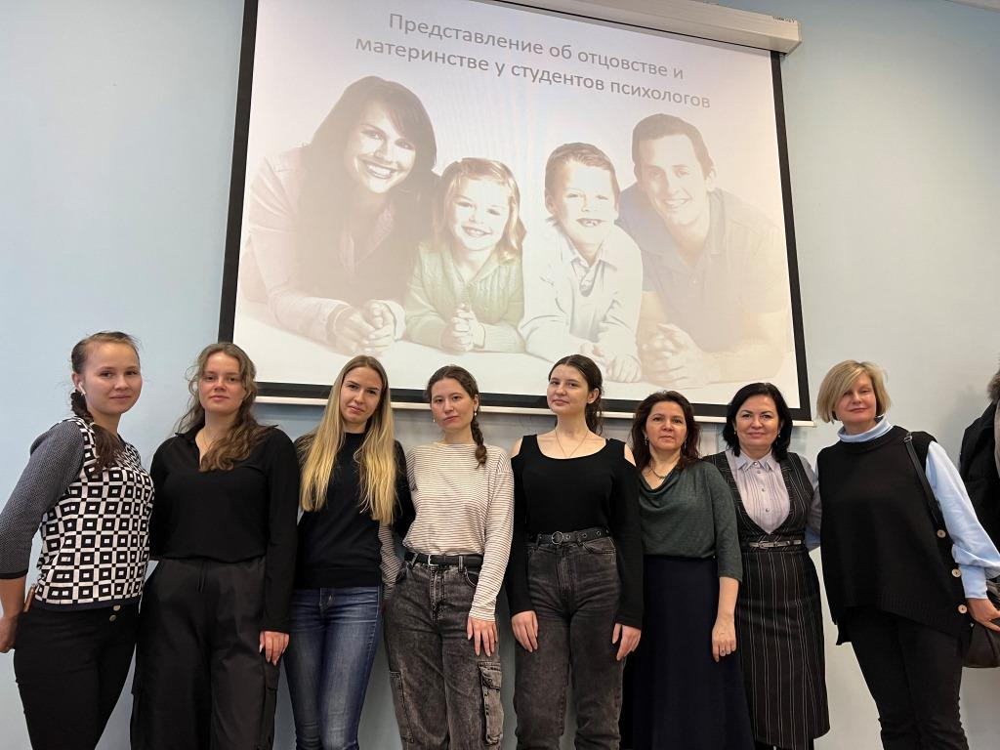 Представление об отцовстве и
материнстве у студентов психологов